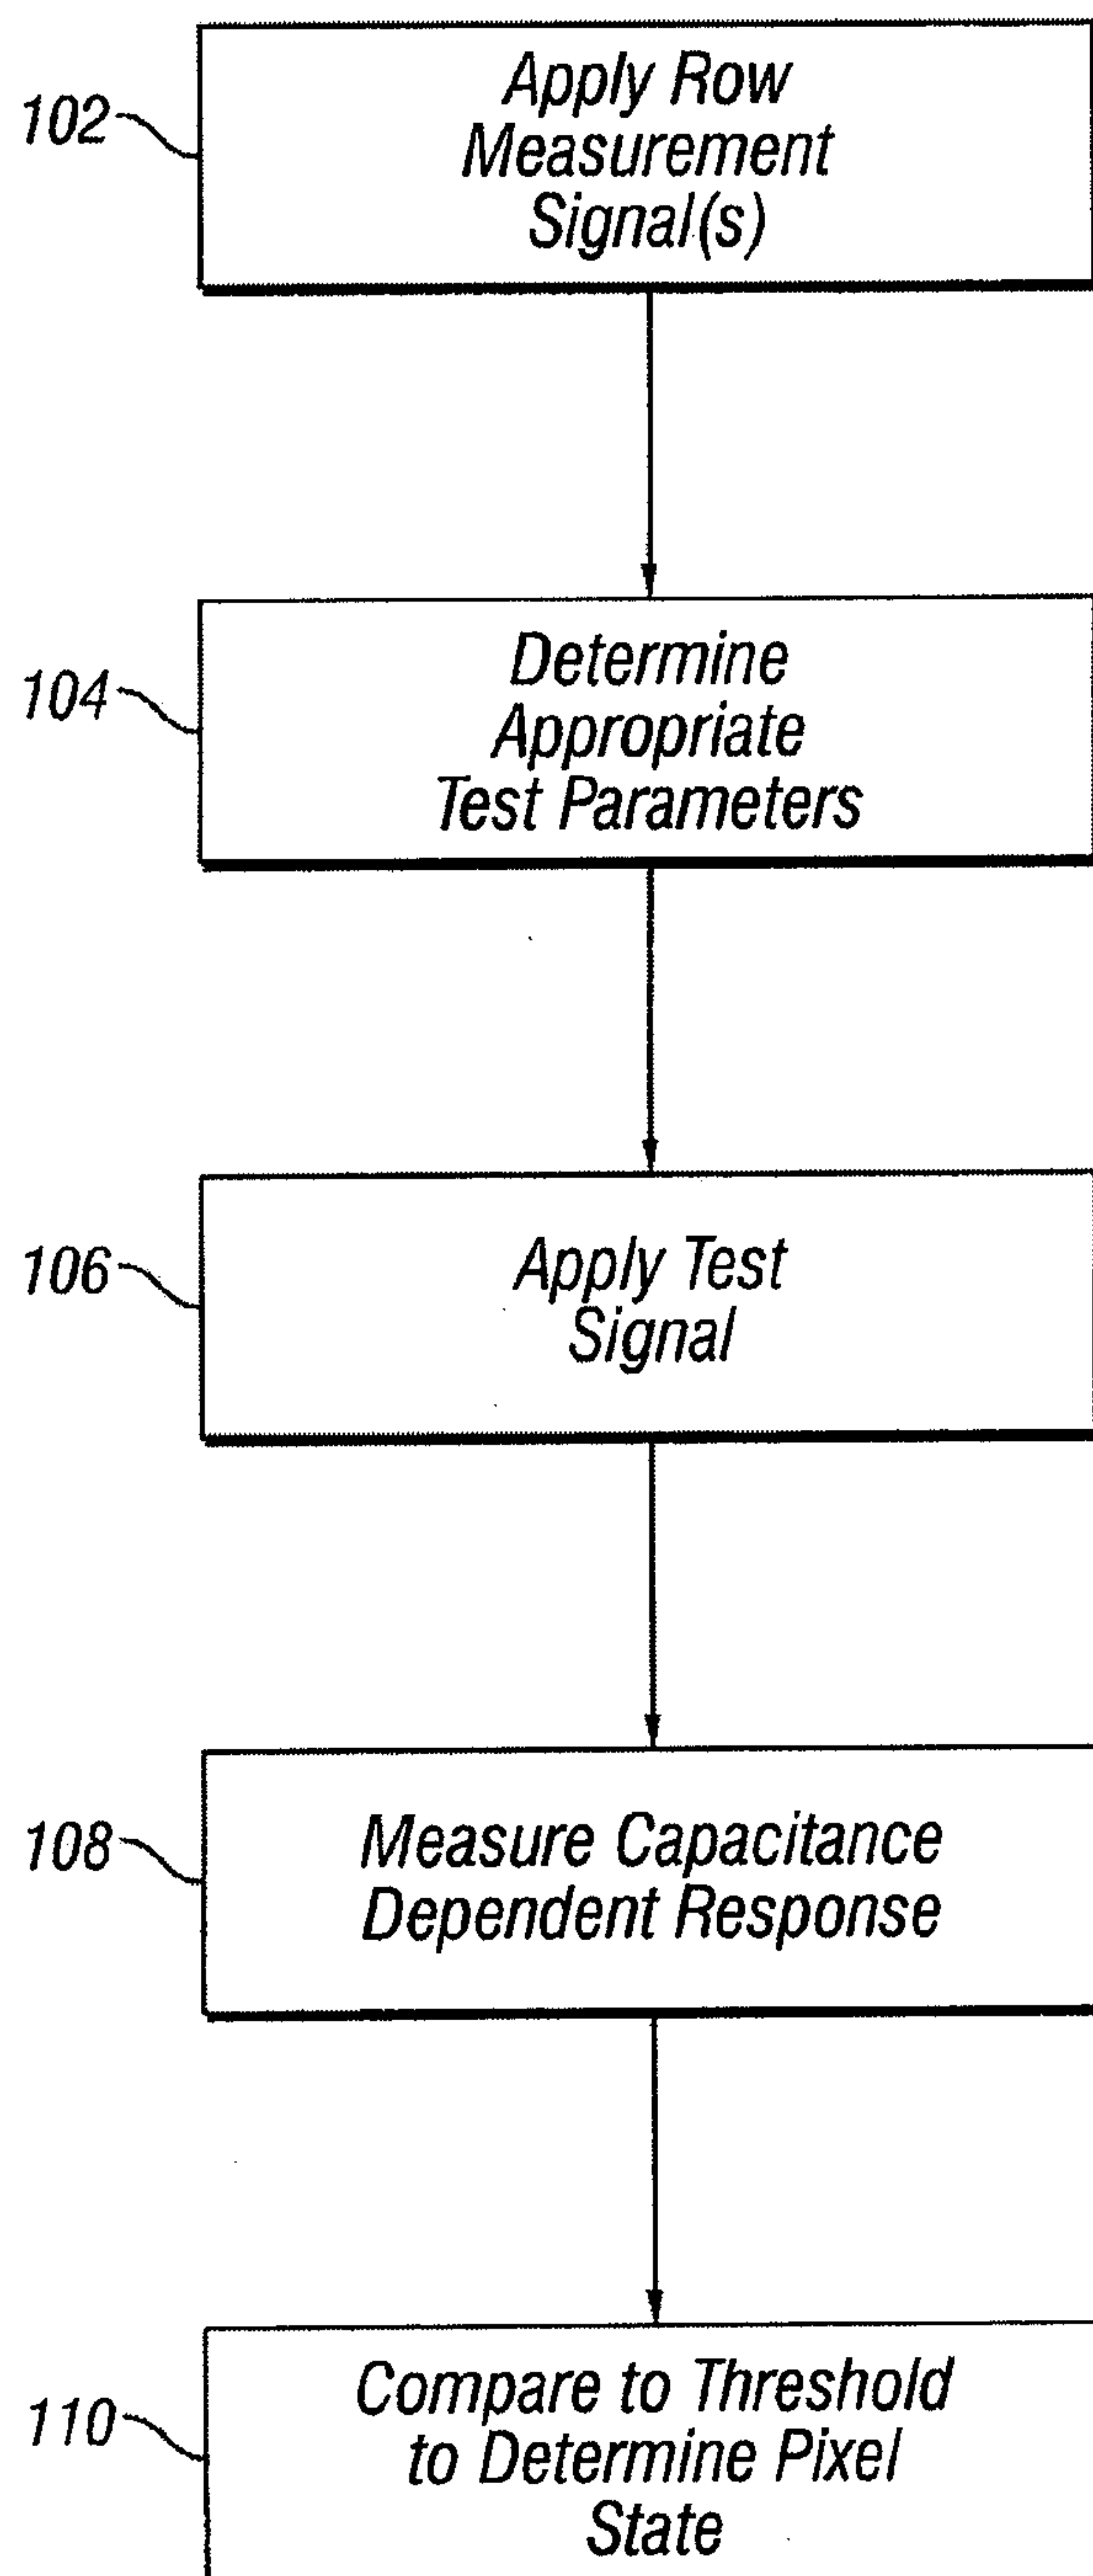 102
Apply Row
Measurement
Signal(s)
104
Determine
Appropriate
Test Parameters
106
Apply Test
Signal
108
Measure Capacitance
Dependent Response
110
Compare to Threshold
to Determine Pixel
State